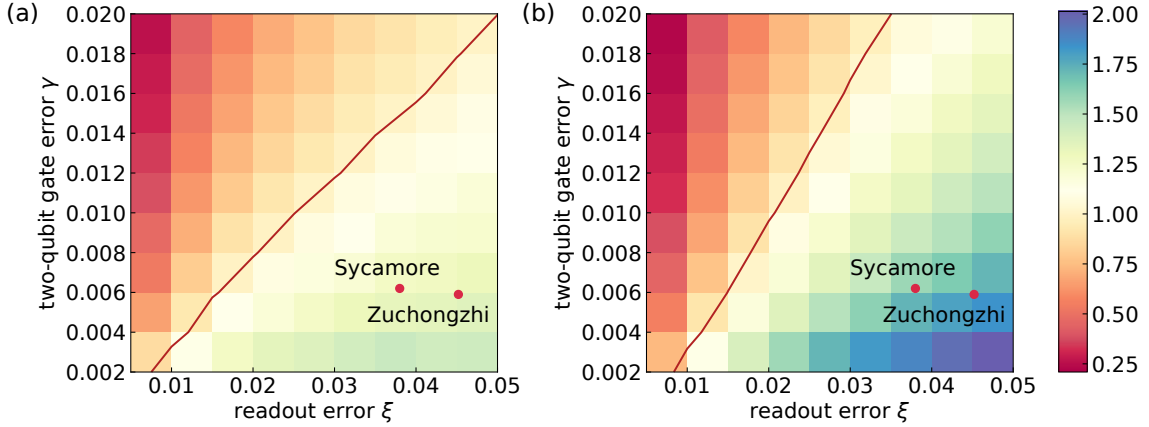 (a)
two-qubit gate error γ
0.020
0.018
0.016
0.014
0.012
0.010
0.008
0.006
0.004
0.002
Sycamore
Zuchongzhi
0.01 0.02 0.03 0.04 0.05
readout error ξ
(b)
two-qubit gate error γ
0.020
0.018
0.016
0.014
0.012
0.010
0.008
0.006
0.004
0.002
Sycamore
Zuchongzhi
0.01 0.02 0.03 0.04 0.05
readout error ξ
2.00
1.75
1.50
1.25
1.00
0.75
0.50
0.25